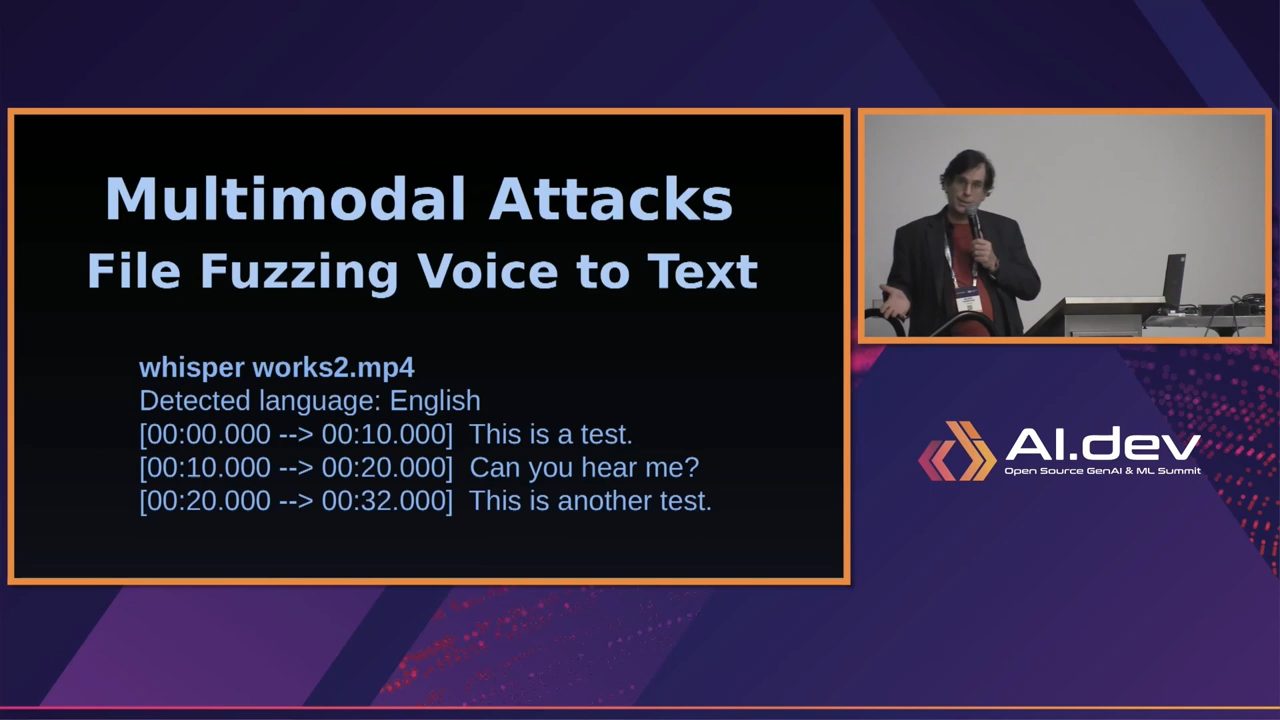 Multimodal Attacks
File Fuzzing Voice to Text
whisper works2.mp4
Detected language: English
[00:00.000 --> 00:10.000]  This is a test.
[00:10.000 --> 00:20.000]  Can you hear me?
[00:20.000 --> 00:32.000]  This is another test.
AI.dev
Open Source GenAI & ML Summit